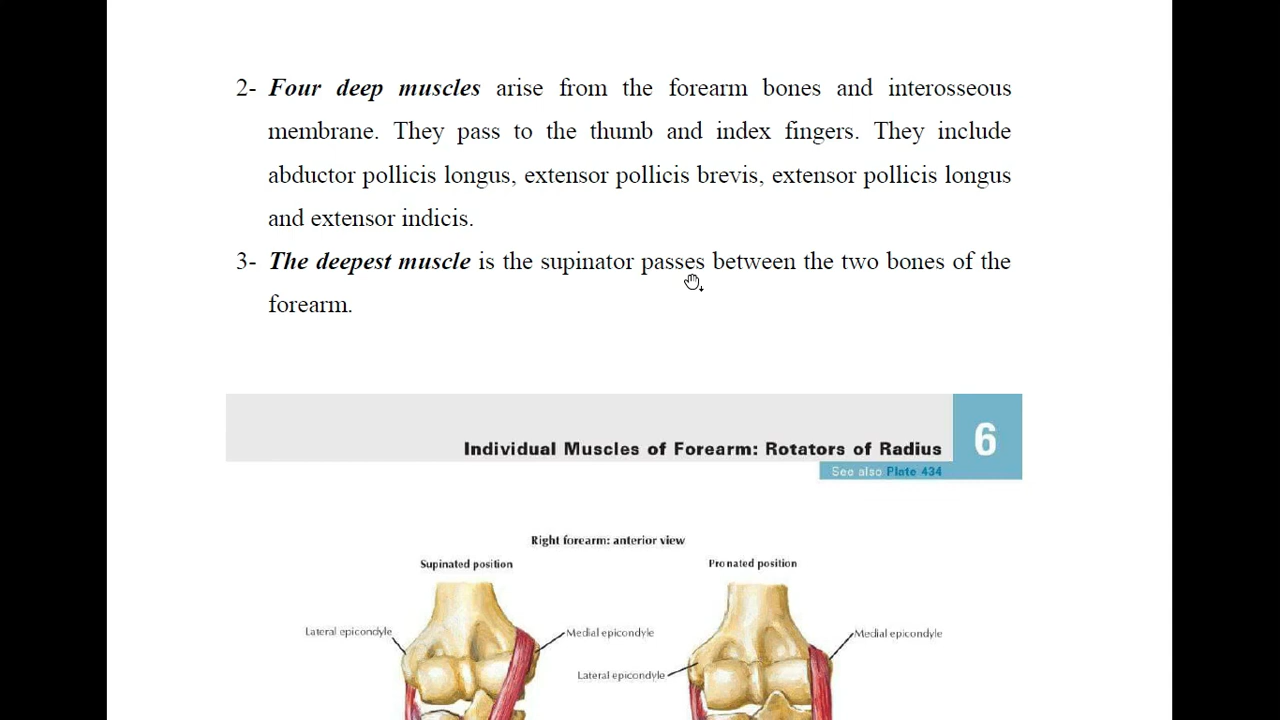 2- Four deep muscles arise from the forearm bones and interosseous
membrane. They pass to the thumb and index fingers. They include
abductor pollicis longus, extensor pollicis brevis, extensor pollicis longus
and extensor indicis.
3- The deepest muscle is the supinator passes between the two bones of the
forearm.
Individual Muscles of Forearm: Rotators of Radius
6
See also Plate 434
Right forearm: anterior view
Supinated position
Pronated position
Lateral epicondyle
Medial epicondyle
Medial epicondyle
Lateral epicondyle